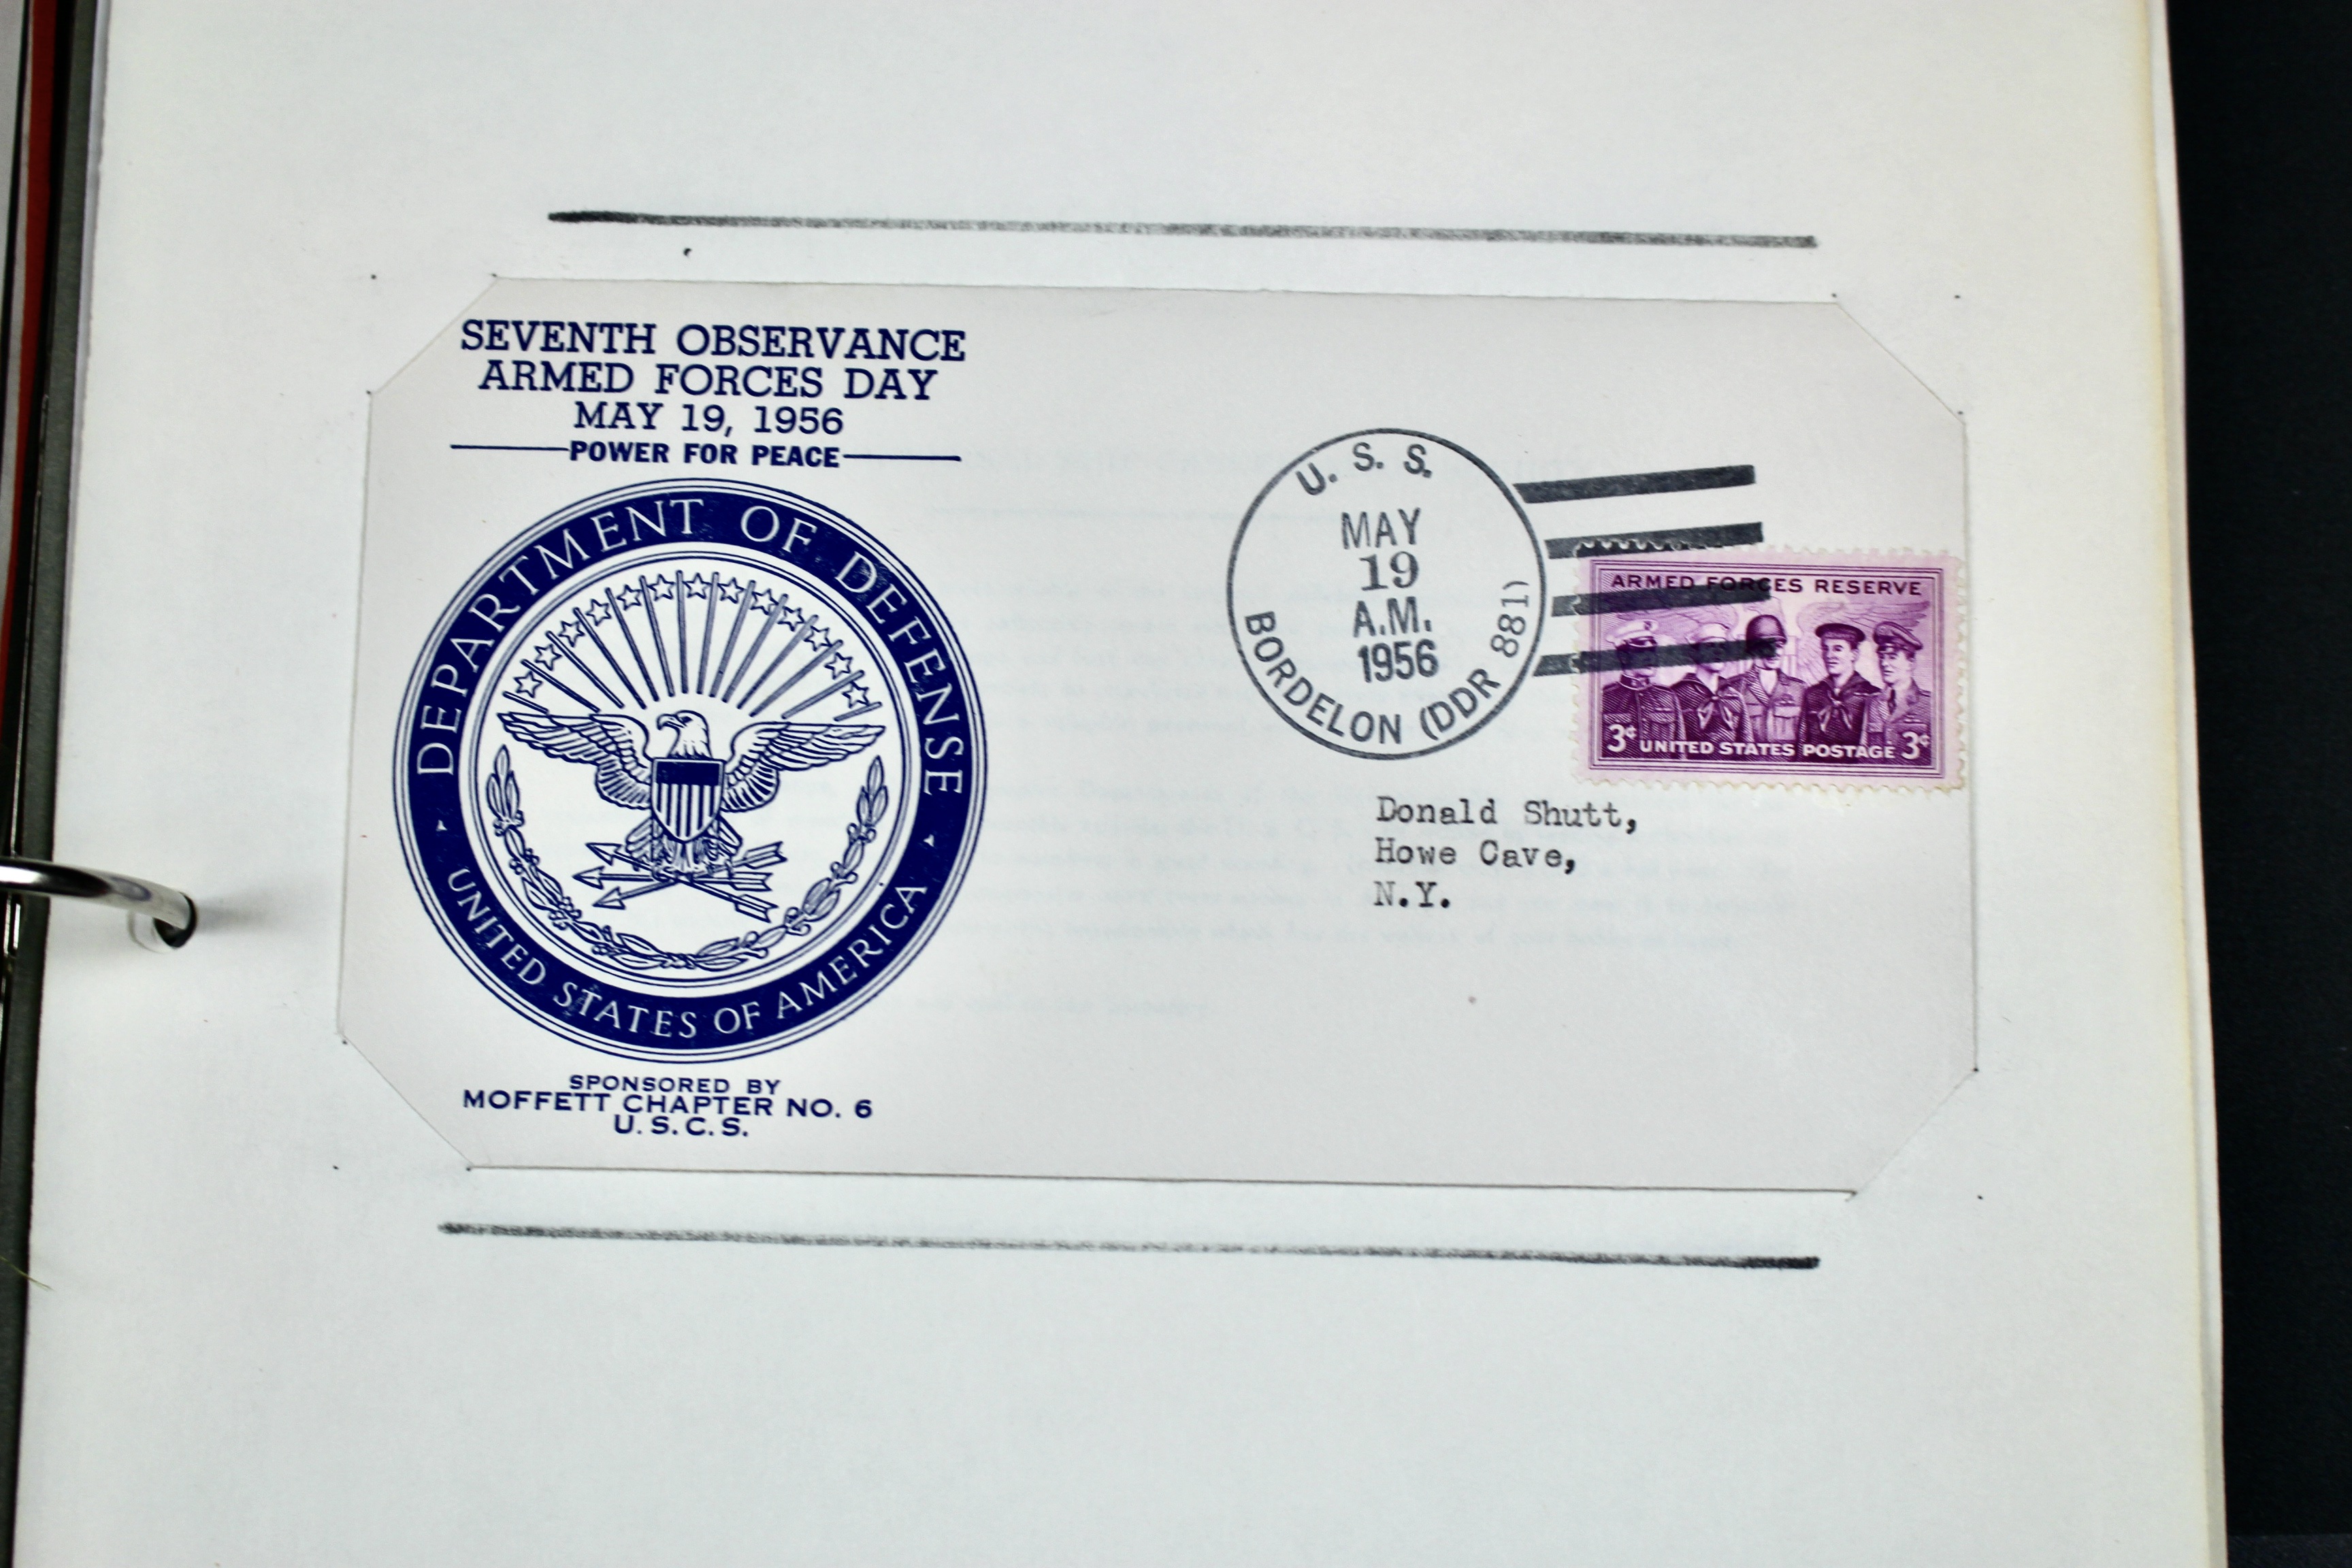 SEVENTH OBSERVANCE
ARMED FORCES DAY
MAY 19, 1956
POWER FOR PEACE
DEPARTMENT OF DEFENSE
UNITED STATES OF AMERICA
SPONSORED BY
MOFFETT CHAPTER NO. 6
U.S.C.S.
U. S. S.
MAY
19
A.M.
1956
BORDELON (DDR 881)
ARMED FORCES RESERVE
3¢ UNITED STATES POSTAGE 3¢
Donald Shutt,
Howe Cave,
N.Y.